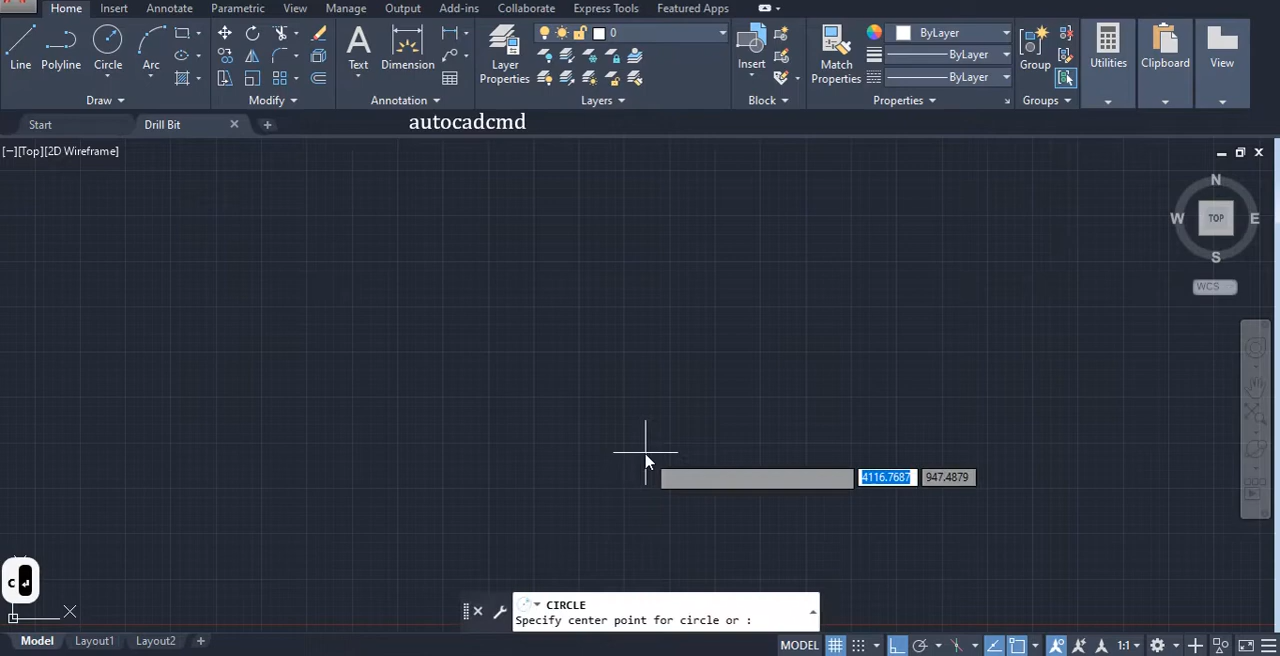 Home Insert Annotate Parametric View Manage Output Add-ins Collaborate Express Tools Featured Apps
0
ByLayer
ByLayer
ByLayer
Line Polyline Circle Arc Text Dimension Layer Properties Insert Match Properties Group Utilities Clipboard View
Draw Modify Annotation Layers Block Properties Groups
Start Drill Bit autocadcmd
[−][Top][2D Wireframe]
N
W TOP E
S
WCS
4116.7687 947.4879
c
CIRCLE
Specify center point for circle or :
Model Layout1 Layout2 MODEL 1:1